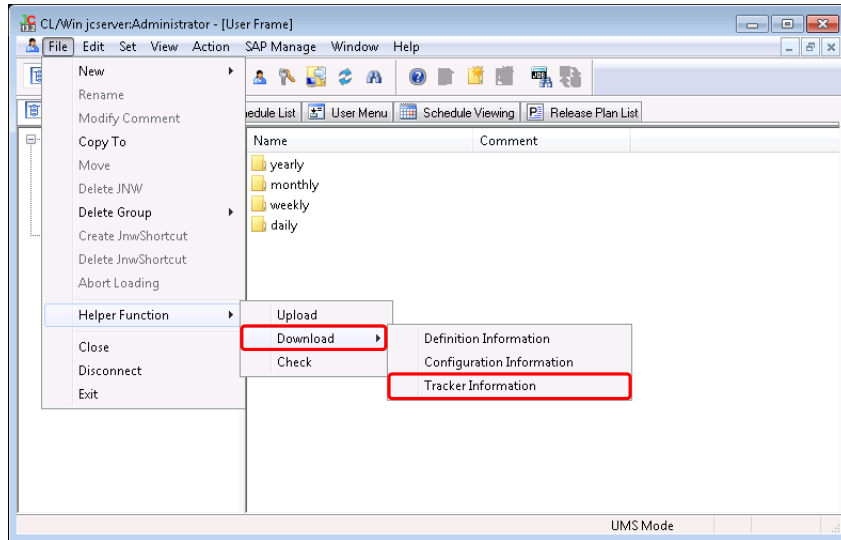 CL/Win jcserver:Administrator - [User Frame]
File Edit Set View Action SAP Manage Window Help
New
Rename
Modify Comment
Copy To
Move
Delete JNW
Delete Group
Create JnwShortcut
Delete JnwShortcut
Abort Loading
Helper Function
Close
Disconnect
Exit
edule List User Menu Schedule Viewing Release Plan List
Name Comment
yearly
monthly
weekly
daily
Upload
Download
Check
Definition Information
Configuration Information
Tracker Information
UMS Mode